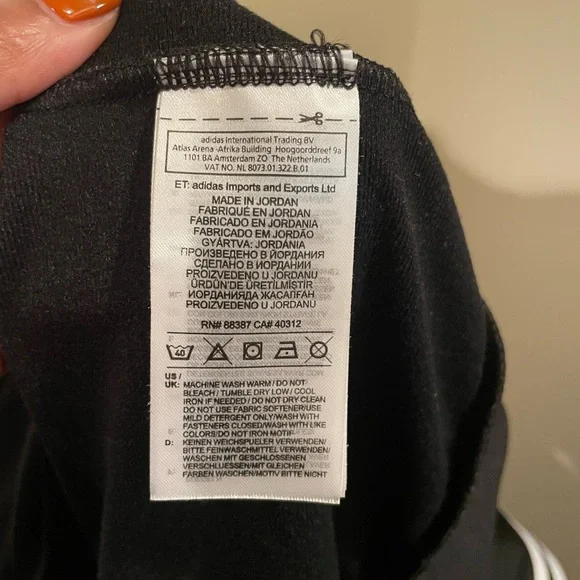 adidas International Trading BV
Atlas Arena -Afrika Building Hoogoorddreef 9a
1101 BA Amsterdam ZO The Netherlands
VAT NO. NL 8073.01.322.B.01
ET: adidas Imports and Exports Ltd
MADE IN JORDAN
FABRIQUÉ EN JORDAN
FABRICADO EN JORDANIA
FABRICADO EM JORDÃO
GYÁRTVA: JORDÁNIA
ПРОИЗВЕДЕНО В ИОРДАНИЯ
СДЕЛАНО В ИОРДАНИИ
PROIZVEDENO U JORDANU
ÜRDÜN'DE ÜRETİLMİSTİR
ИОРДАНИЯДА ЖАСАЛҒАН
PROIZVEDENO U JORDANU
RN# 88387 CA# 40312
40
US /
UK: MACHINE WASH WARM / DO NOT
BLEACH / TUMBLE DRY LOW / COOL
IRON IF NEEDED / DO NOT DRY CLEAN
DO NOT USE FABRIC SOFTENER/USE
MILD DETERGENT ONLY/WASH WITH
FASTENERS CLOSED/WASH WITH LIKE
COLORS/DO NOT IRON MOTIF
D: KEINEN WEICHSPUELER VERWENDEN/
BITTE FEINWASCHMITTEL VERWENDEN/
WASCHEN MIT GESCHLOSSENEN
VERSCHLUESSEN/MIT GLEICHEN
FARBEN WASCHEN/MOTIV BITTE NICHT